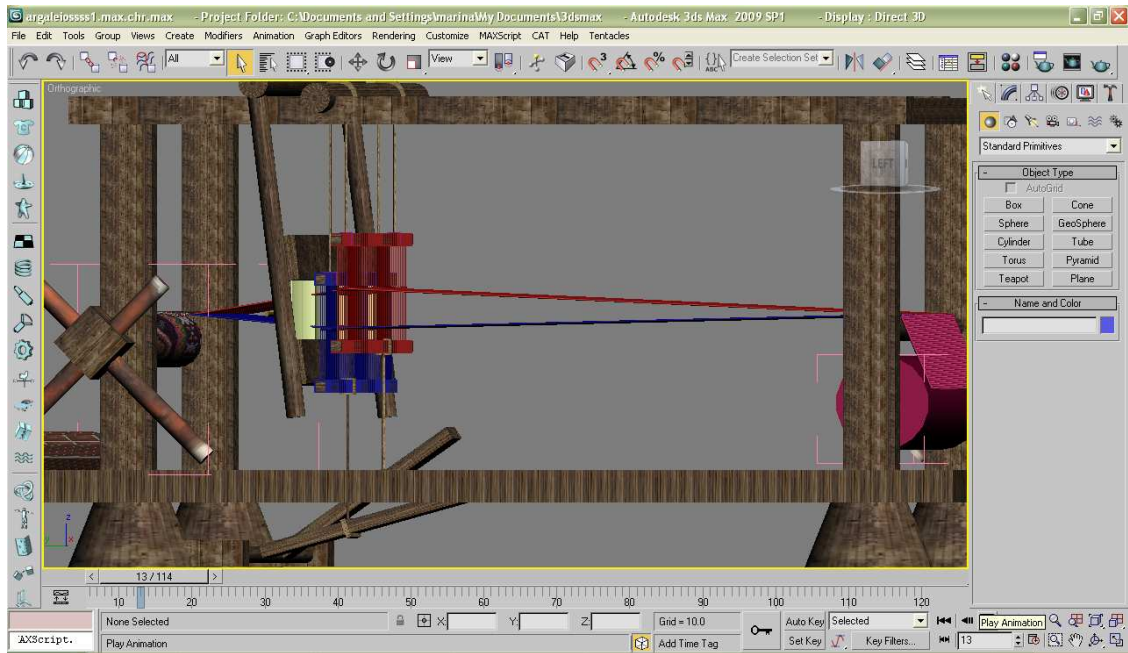 argaleiossss1.max.chr.max - Project Folder: C:\Documents and Settings\marina\My Documents\3dsmax - Autodesk 3ds Max 2009 SP1 - Display : Direct 3D
File Edit Tools Group Views Create Modifiers Animation Graph Editors Rendering Customize MAXScript CAT Help Tentacles
All View ABC Create Selection Set
Orthographic
LEFT
Standard Primitives
- Object Type
AutoGrid
Box Cone
Sphere GeoSphere
Cylinder Tube
Torus Pyramid
Teapot Plane
- Name and Color
z
y x
< 13 / 114 >
10 20 30 40 50 60 70 80 90 100 110 120
None Selected X: Y: Z: Grid = 10.0 Auto Key Selected Play Animation
AXScript. Play Animation Add Time Tag Set Key Key Filters... 13